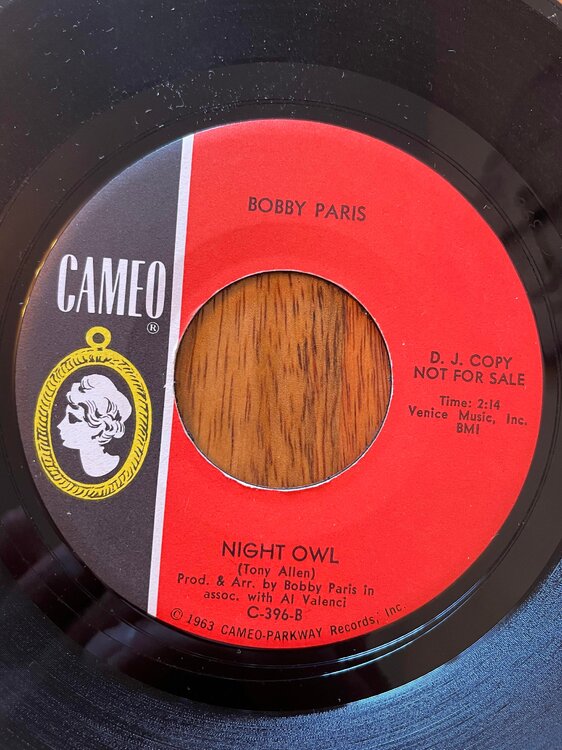 BOBBY PARIS
CAMEO
®
D. J. COPY
NOT FOR SALE
Time: 2:14
Venice Music, Inc.
BMI
NIGHT OWL
(Tony Allen)
Prod. & Arr. by Bobby Paris in
assoc. with Al Valenci
C-396-B
© 1963 CAMEO-PARKWAY Records, Inc.